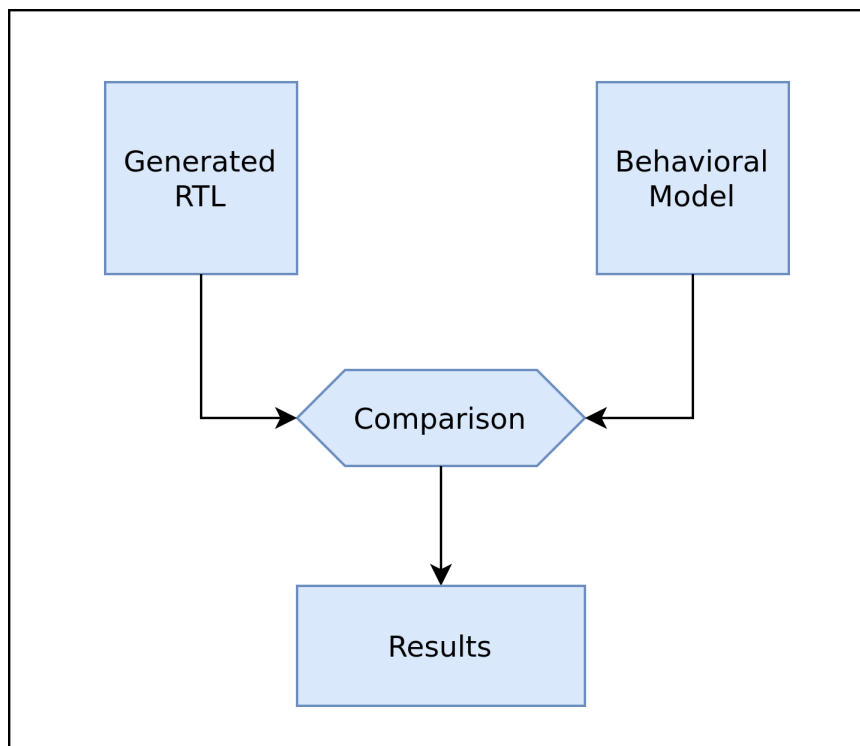 Generated
RTL
Behavioral
Model
Comparison
Results